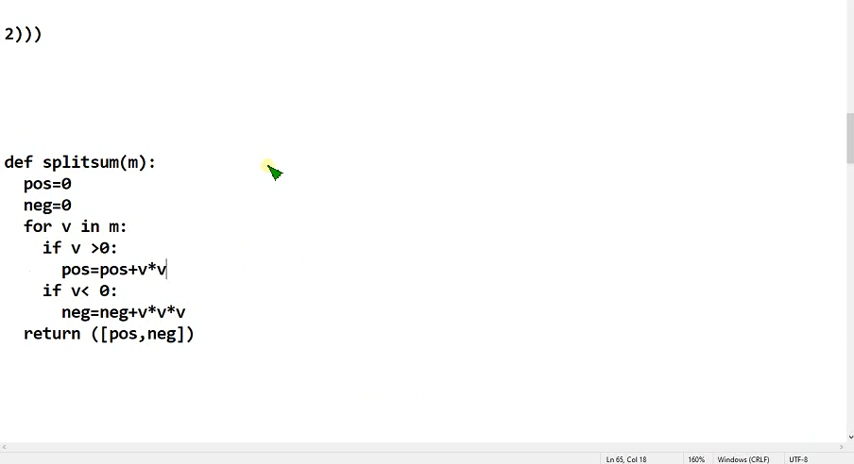 2)))
def splitsum(m):
  pos=0
  neg=0
  for v in m:
    if v >0:
      pos=pos+v*v
    if v< 0:
      neg=neg+v*v*v
  return ([pos,neg])
Ln 65, Col 18 160% Windows (CRLF) UTF-8